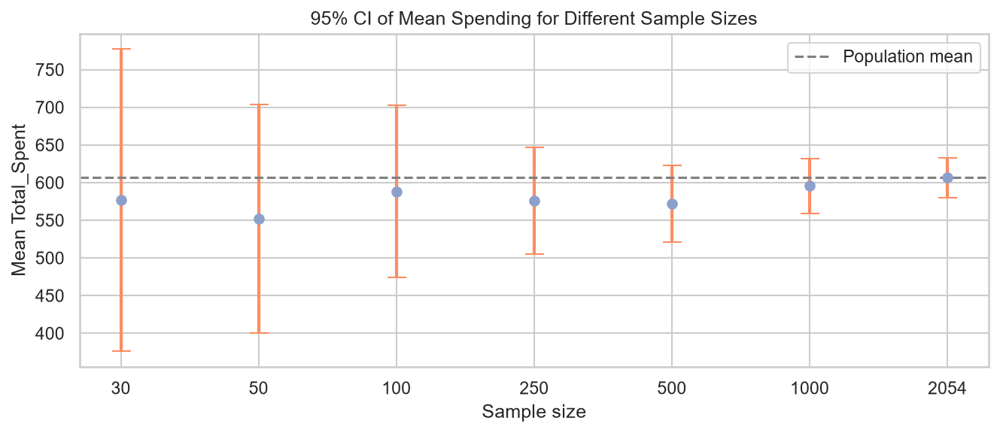 95% CI of Mean Spending for Different Sample Sizes
Population mean
Mean Total_Spent
750
700
650
600
550
500
450
400
30 50 100 250 500 1000 2054
Sample size